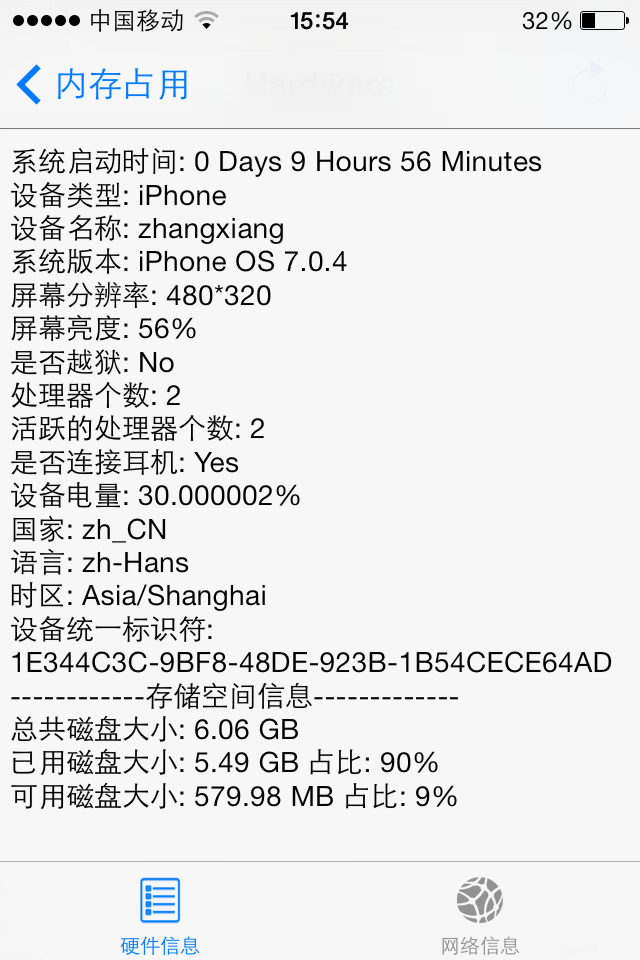 中国移动 15:54 32%
内存占用 Hardware
系统启动时间: 0 Days 9 Hours 56 Minutes
设备类型: iPhone
设备名称: zhangxiang
系统版本: iPhone OS 7.0.4
屏幕分辨率: 480*320
屏幕亮度: 56%
是否越狱: No
处理器个数: 2
活跃的处理器个数: 2
是否连接耳机: Yes
设备电量: 30.000002%
国家: zh_CN
语言: zh-Hans
时区: Asia/Shanghai
设备统一标识符:
1E344C3C-9BF8-48DE-923B-1B54CECE64AD
------------存储空间信息-------------
总共磁盘大小: 6.06 GB
已用磁盘大小: 5.49 GB 占比: 90%
可用磁盘大小: 579.98 MB 占比: 9%
硬件信息 网络信息